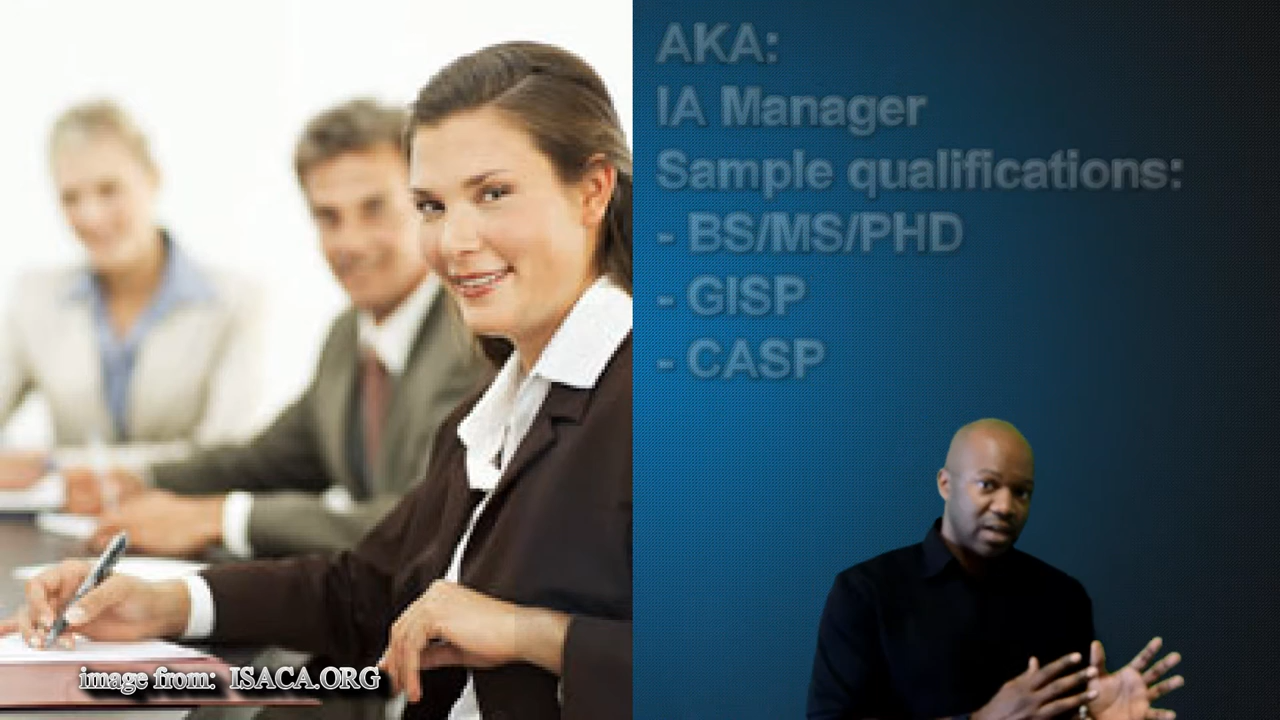 AKA:
IA Manager
Sample qualifications:
- BS/MS/PHD
- GISP
- CASP
image from: ISACA.ORG